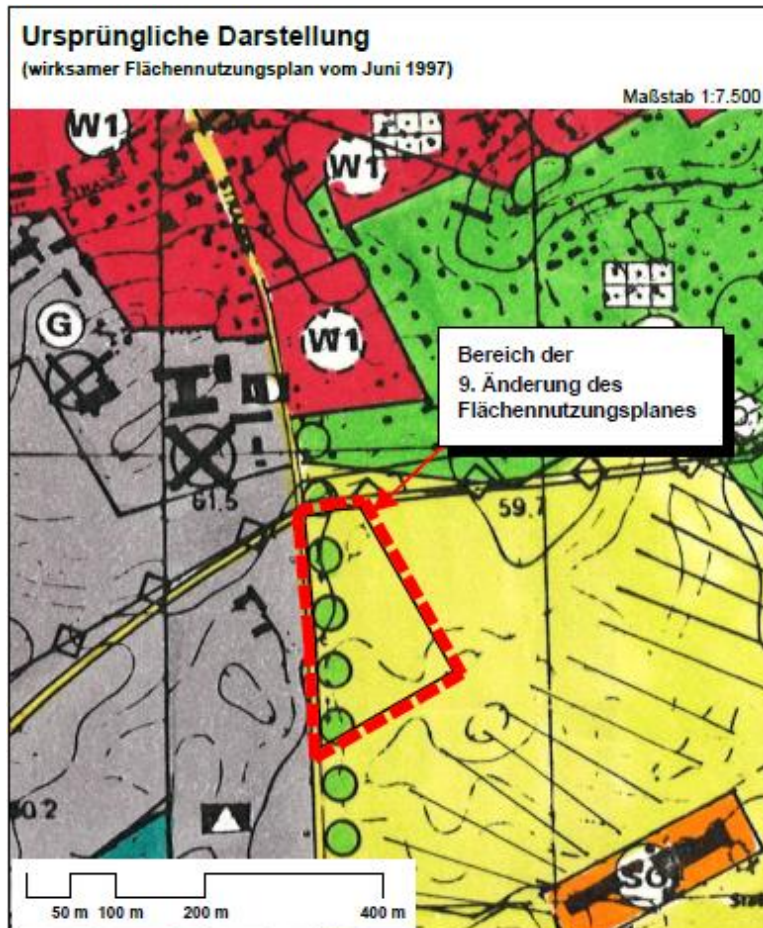 Ursprüngliche Darstellung
(wirksamer Flächennutzungsplan vom Juni 1997)
Maßstab 1:7.500
W1
W1
G
W1
Bereich der
9. Änderung des
Flächennutzungsplanes
61.5
59.7
SO
50 m 100 m 200 m 400 m